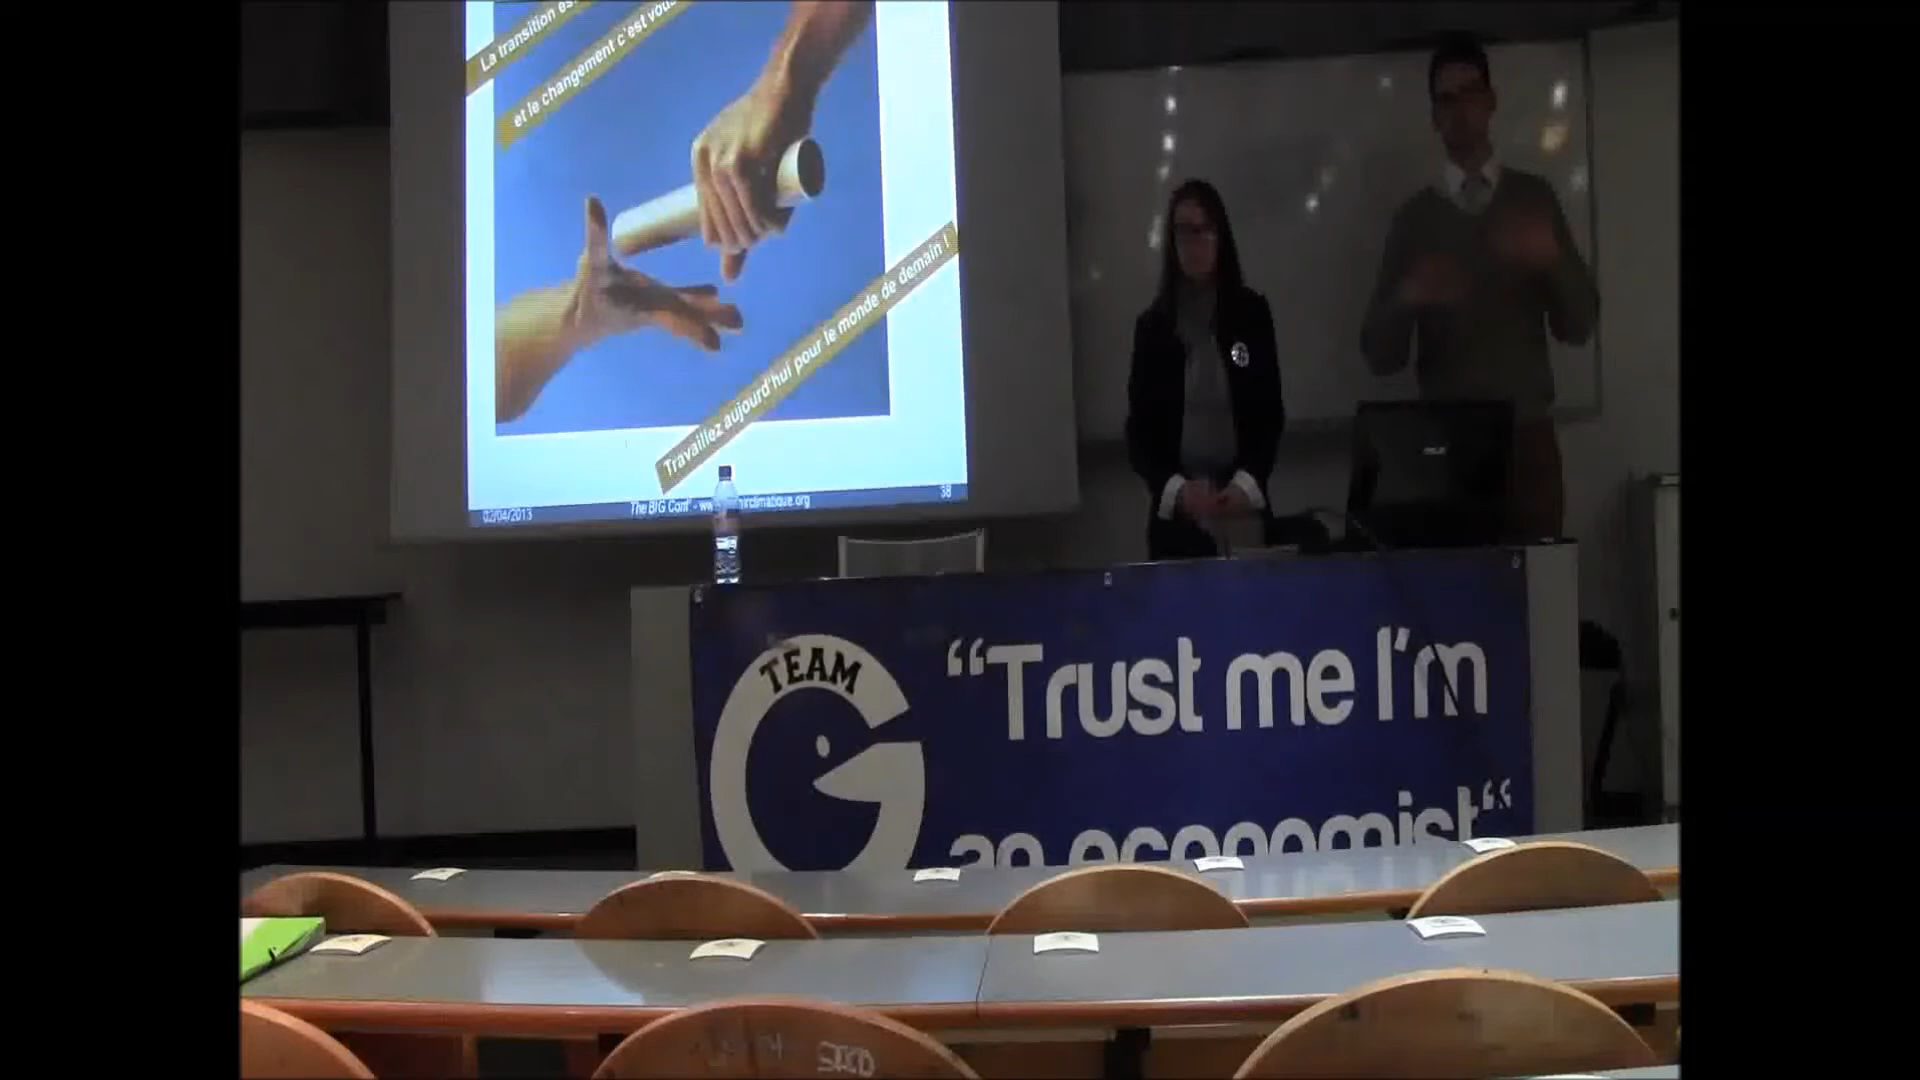 La transition es
et le changement c'est vous
Travaillez aujourd'hui pour le monde de demain !
02/04/2013
The BIG Conf' - 
38
TEAM
G
“Trust me I'm
an economist“